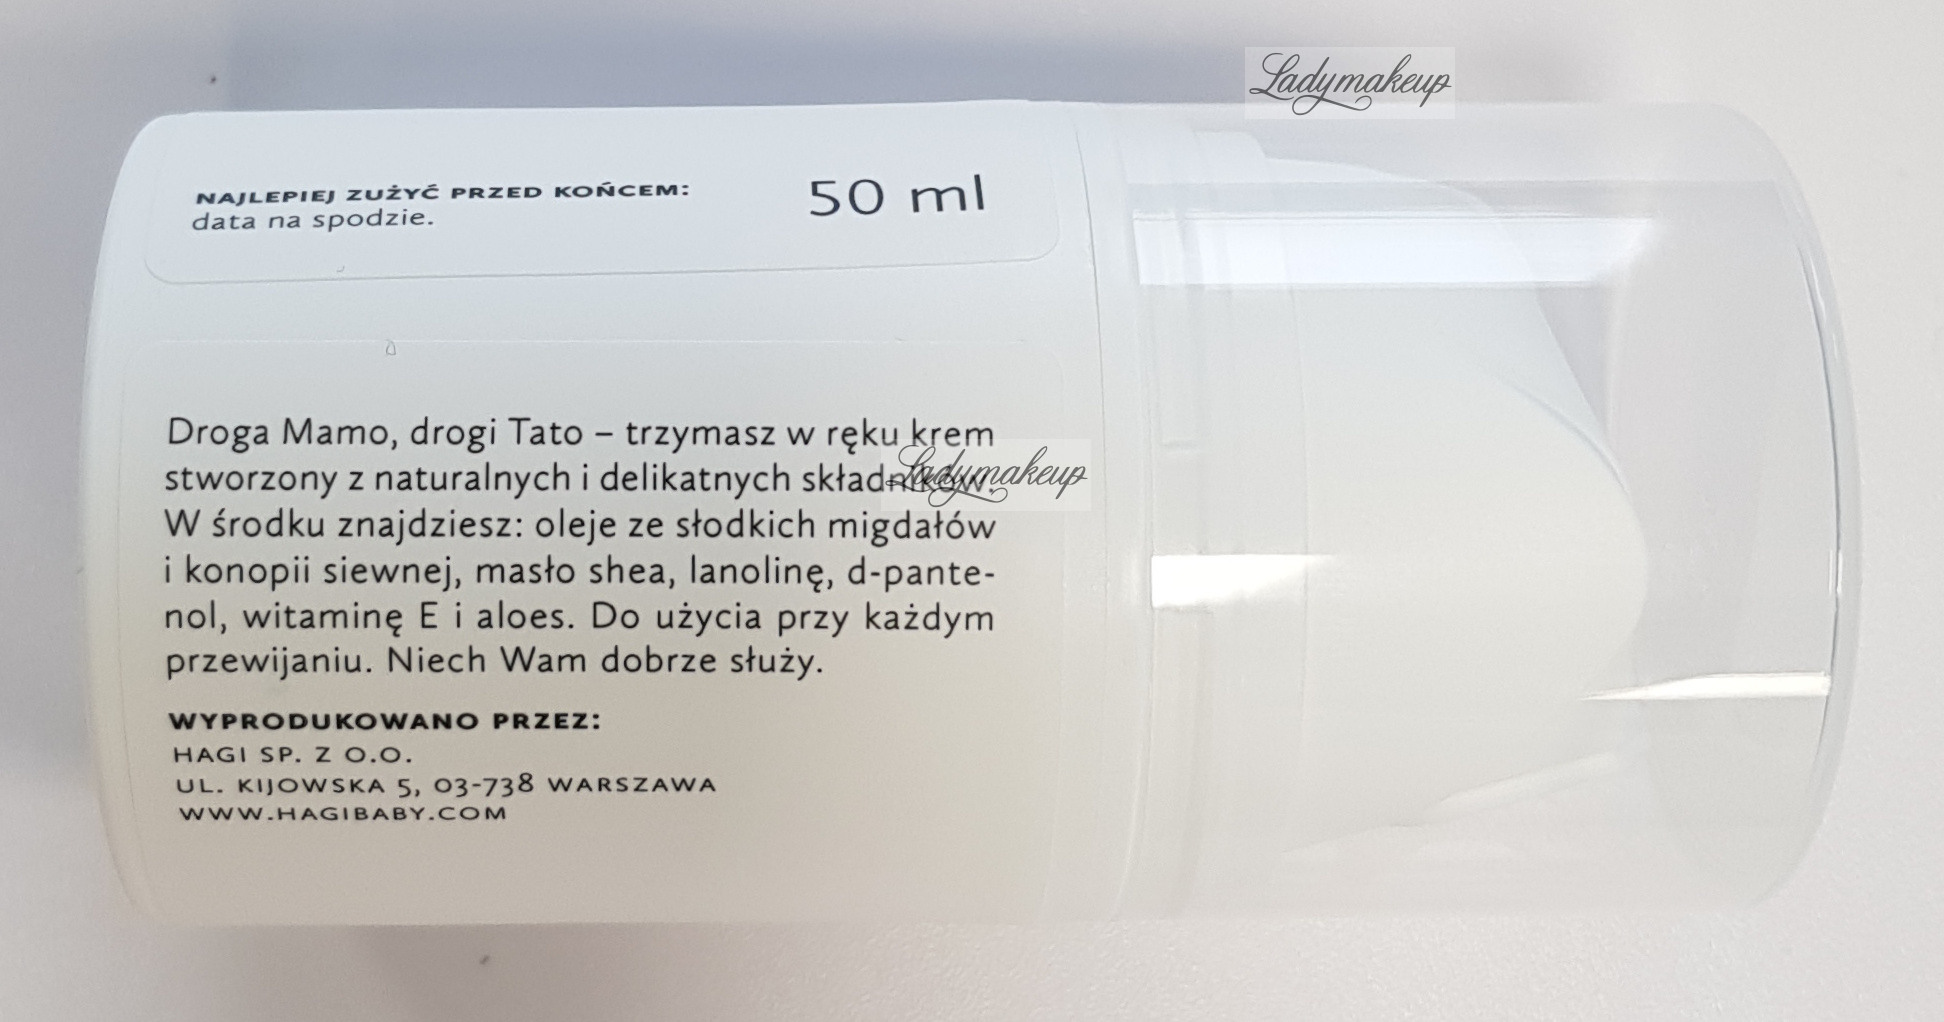 Ladymakeup
NAJLEPIEJ ZUŻYĆ PRZED KOŃCEM:
data na spodzie.
50 ml
Droga Mamo, drogi Tato – trzymasz w ręku krem
stworzony z naturalnych i delikatnych składników.
Ladymakeup
W środku znajdziesz: oleje ze słodkich migdałów
i konopii siewnej, masło shea, lanolinę, d-pante-
nol, witaminę E i aloes. Do użycia przy każdym
przewijaniu. Niech Wam dobrze służy.
WYPRODUKOWANO PRZEZ:
HAGI SP. Z O.O.
UL. KIJOWSKA 5, 03-738 WARSZAWA
WWW.HAGIBABY.COM